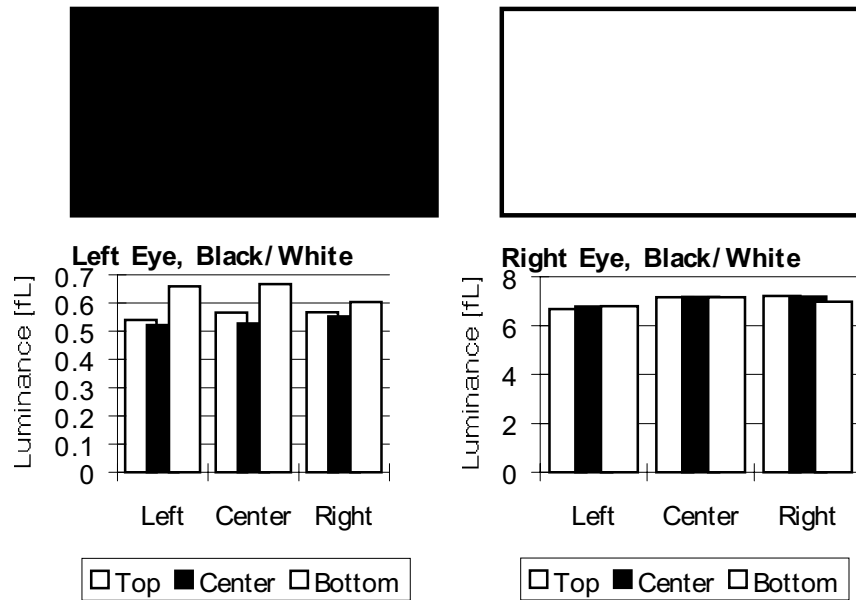 Left Eye, Black/White
Luminance [fL]
0.7
0.6
0.5
0.4
0.3
0.2
0.1
0
Left Center Right
Top Center Bottom
Right Eye, Black/White
Luminance [fL]
8
6
4
2
0
Left Center Right
Top Center Bottom